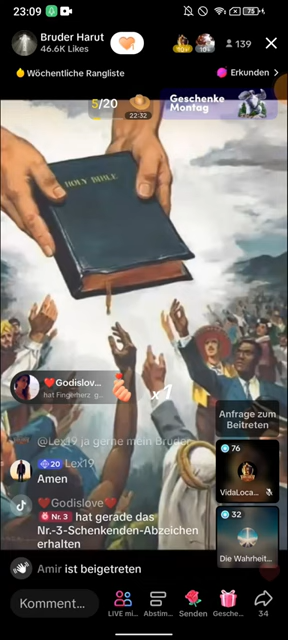 23:09
73
Bruder Harut
46.6K Likes
139
Wöchentliche Rangliste
Erkunden >
5/20
22:32
Geschenke
Montag
HOLY BIBLE
❤️Godislov...
hat Fingerherz g...
x1
Anfrage zum
Beitreten
@Lex19 ja gerne mein Bruder
76
VidaLoca...
20 Lex19
Amen
32
Die Wahrheit...
❤️Godislove❤️
Nr. 3 hat gerade das
Nr.-3-Schenkenden-Abzeichen
erhalten
Amir ist beigetreten
Komment...
LIVE mi...
Abstim...
Senden
Gesche...
34